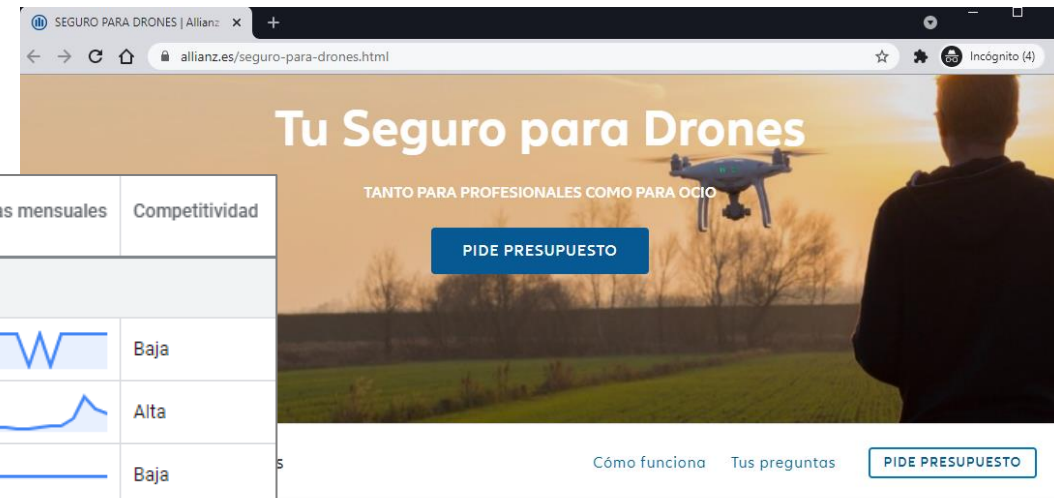 SEGURO PARA DRONES | Allianz
allianz.es/seguro-para-drones.html
Incógnito (4)
Tu Seguro para Drones
TANTO PARA PROFESIONALES COMO PARA OCIO
PIDE PRESUPUESTO
mensuales Competitividad
Baja
Alta
Baja
Cómo funciona Tus preguntas PIDE PRESUPUESTO